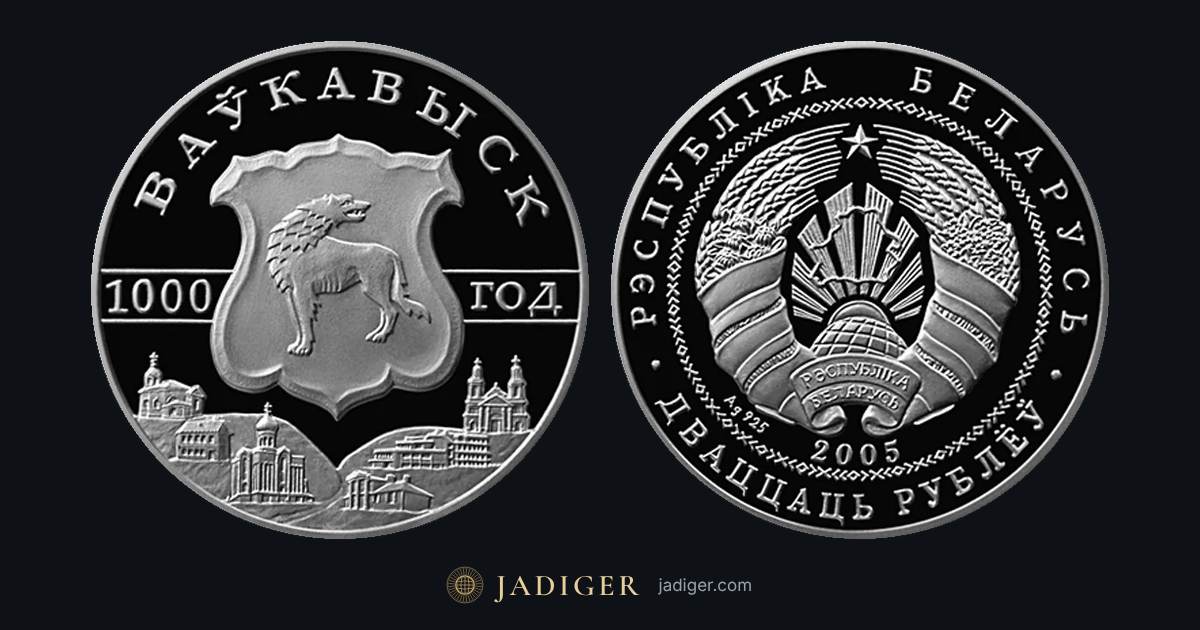 ВАЎКАВЫСК
1000 ГОД
РЭСПУБЛІКА БЕЛАРУСЬ
РЭСПУБЛІКА
БЕЛАРУСЬ
Ag 925
2005
· ДВАЦЦАЦЬ РУБЛЁЎ ·
JADIGER jadiger.com